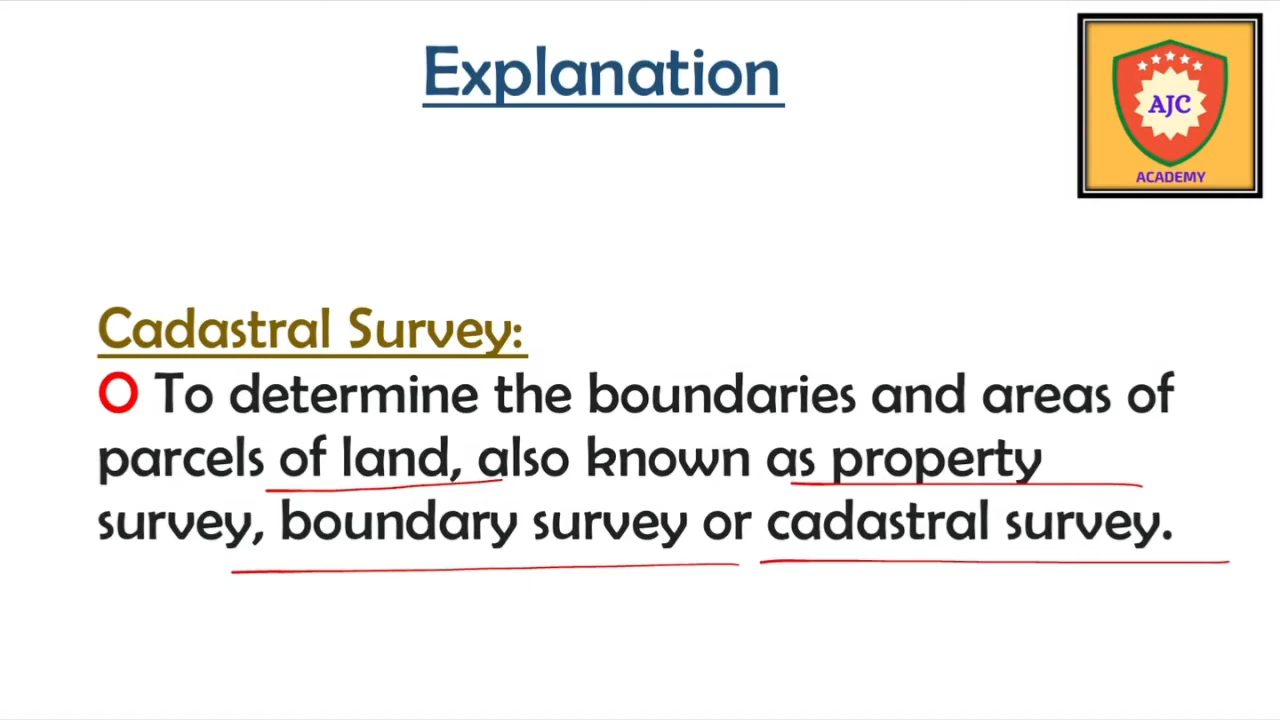 Explanation
AJC
ACADEMY
Cadastral Survey:
O To determine the boundaries and areas of
parcels of land, also known as property
survey, boundary survey or cadastral survey.